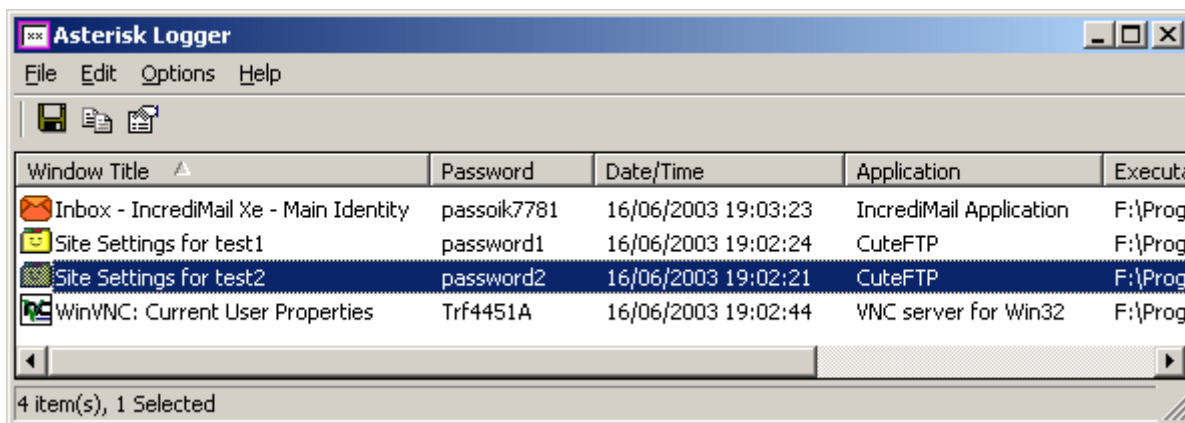 Asterisk Logger
File Edit Options Help
Window Title Password Date/Time Application Executa
Inbox - IncrediMail Xe - Main Identity passoik7781 16/06/2003 19:03:23 IncrediMail Application F:\Prog
Site Settings for test1 password1 16/06/2003 19:02:24 CuteFTP F:\Prog
Site Settings for test2 password2 16/06/2003 19:02:21 CuteFTP F:\Prog
WinVNC: Current User Properties Trf4451A 16/06/2003 19:02:44 VNC server for Win32 F:\Prog
4 item(s), 1 Selected